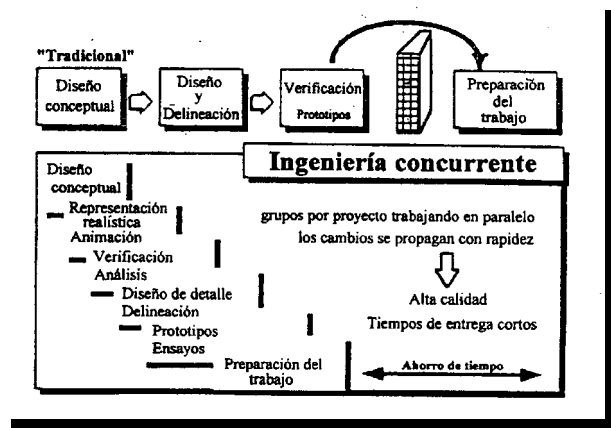 "Tradicional"
Diseño
conceptual
Diseño
y
Delineación
Verificación
Prototipos
Preparación
del
trabajo
Ingeniería concurrente
Diseño
conceptual
Representación
realística
Animación
Verificación
Análisis
Diseño de detalle
Delineación
Prototipos
Ensayos
Preparación del
trabajo
grupos por proyecto trabajando en paralelo
los cambios se propagan con rapidez
Alta calidad
Tiempos de entrega cortos
Ahorro de tiempo